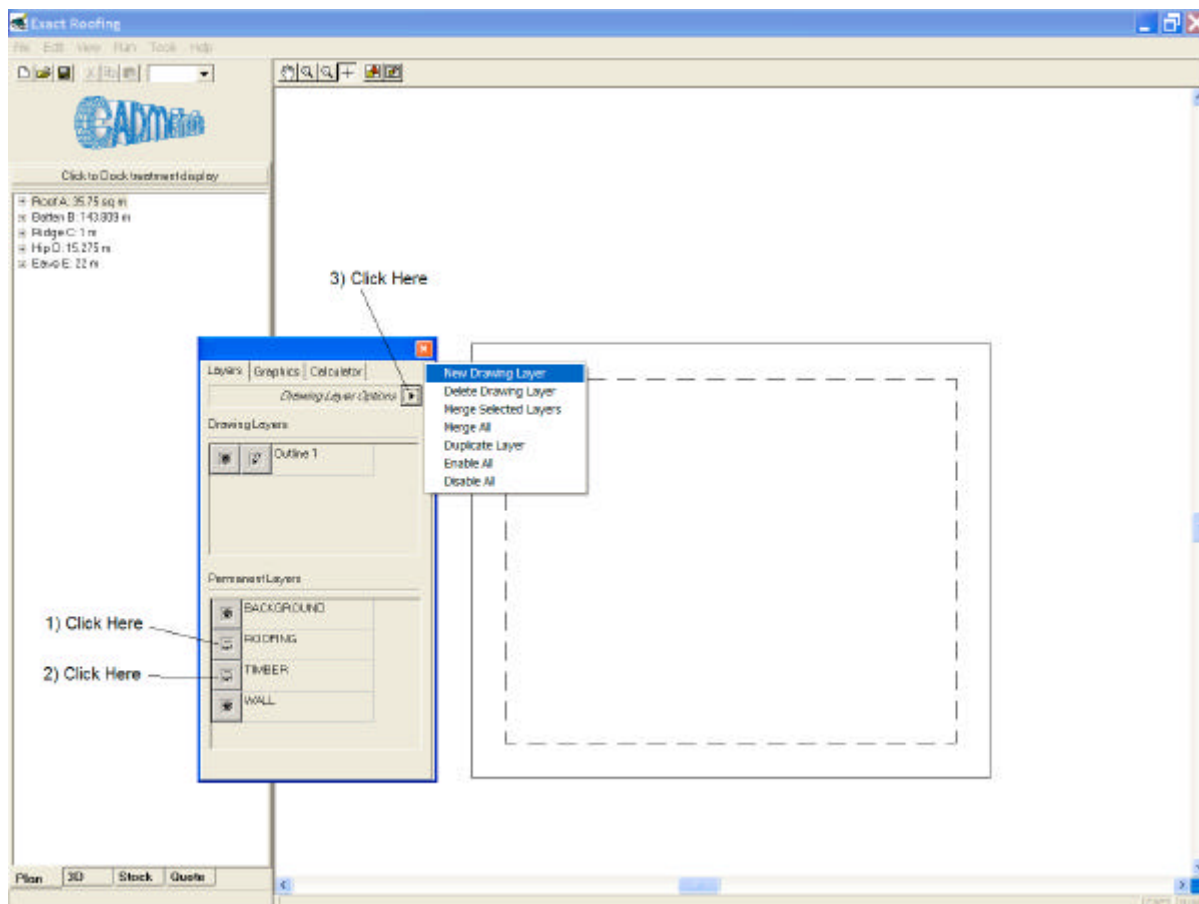 Exact Roofing
File Edit View Run Tools Help
Click to Dock treatment display
Roof A: 35.75 sq m
Batten B: 143.809 m
Ridge C: 1 m
Hip D: 15.275 m
Eave E: 22 m
3) Click Here
Layers Graphics Calculator
Drawing Layer Options
New Drawing Layer
Delete Drawing Layer
Merge Selected Layers
Merge All
Duplicate Layer
Enable All
Disable All
Drawing Layers
Outline 1
Permanent Layers
BACKGROUND
1) Click Here
ROOFING
2) Click Here
TIMBER
WALL
Plan 3D Stock Quote